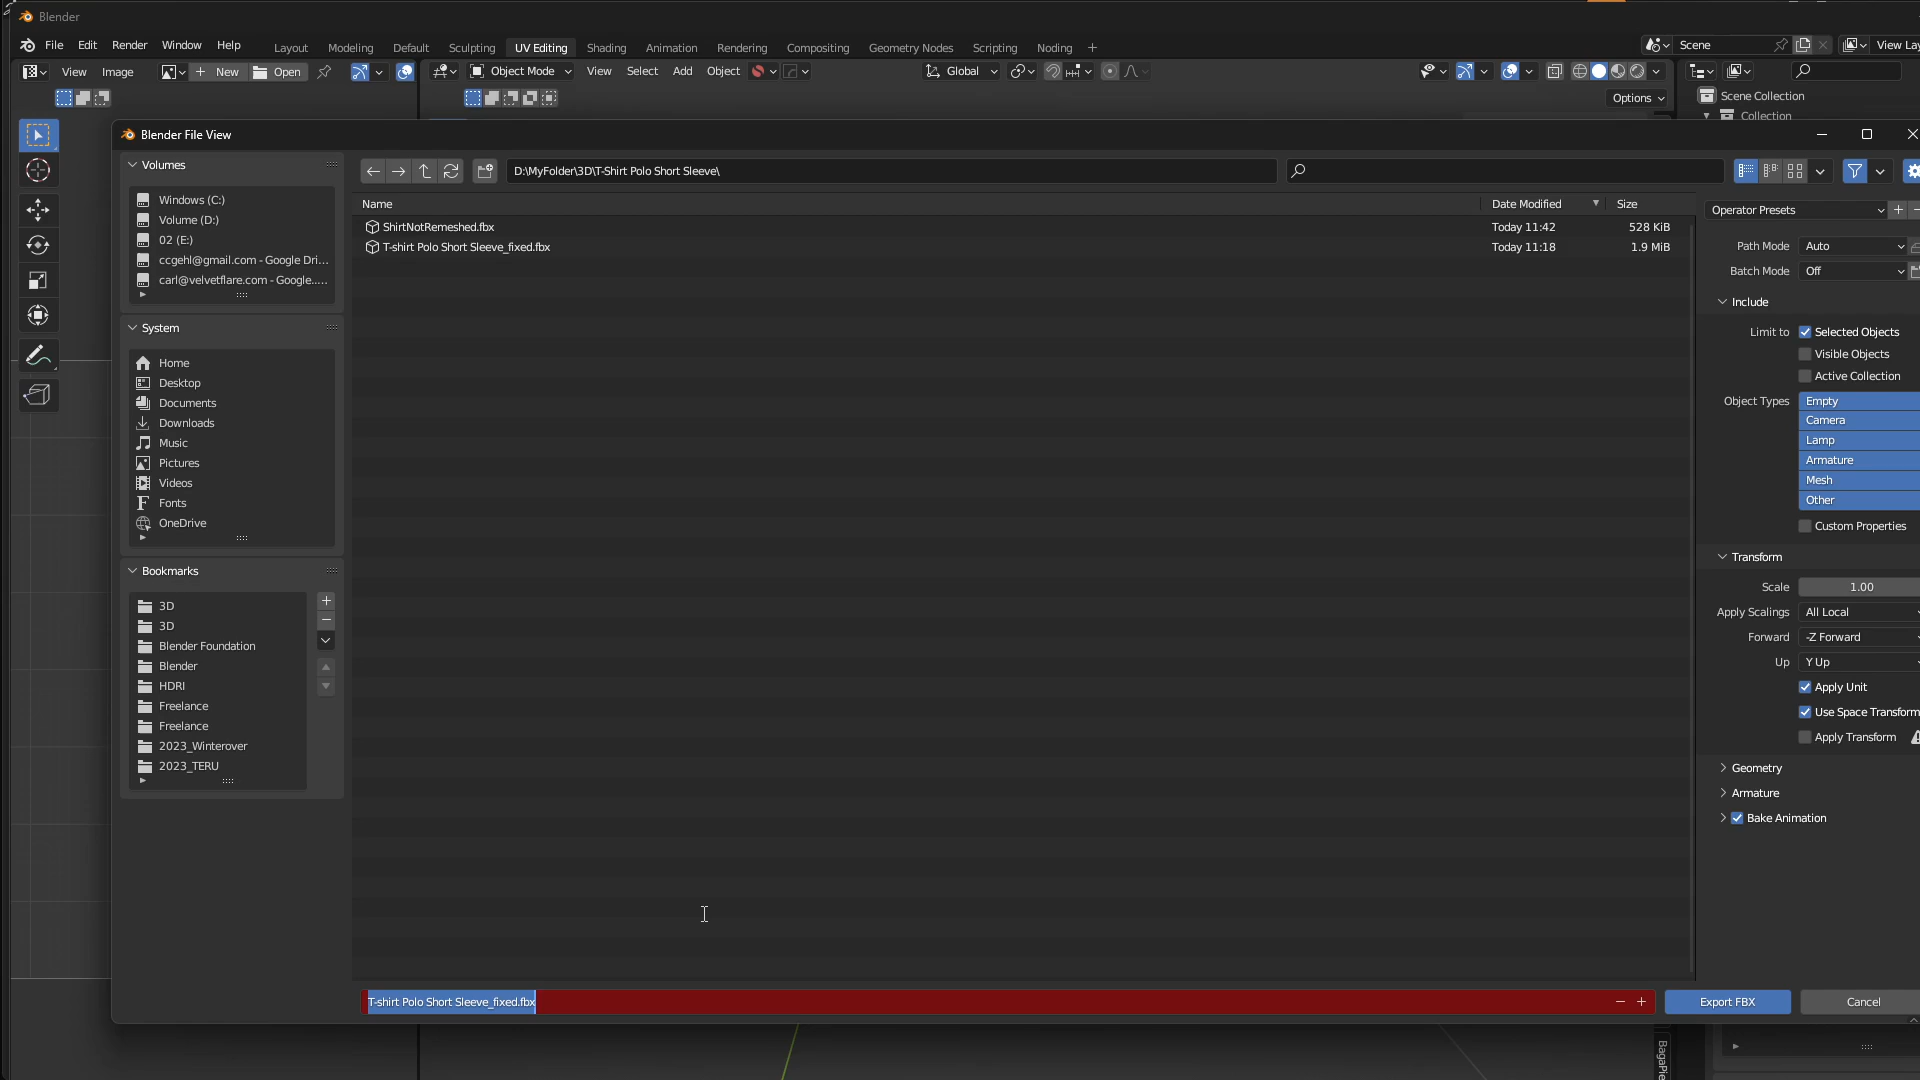 Blender
File Edit Render Window Help
Layout Modeling Default Sculpting UV Editing Shading Animation Rendering Compositing Geometry Nodes Scripting Noding +
Scene
View Lay
View Image
New Open
Object Mode
View Select Add Object
Global
Options
Scene Collection
Collection
Blender File View
Volumes
Windows (C:)
Volume (D:)
02 (E:)
ccgehl@gmail.com - Google Dri...
carl@velvetflare.com - Google.....
System
Home
Desktop
Documents
Downloads
Music
Pictures
Videos
Fonts
OneDrive
Bookmarks
3D
3D
Blender Foundation
Blender
HDRI
Freelance
Freelance
2023_Winterover
2023_TERU
D:\MyFolder\3D\T-Shirt Polo Short Sleeve\
Name Date Modified Size
ShirtNotRemeshed.fbx Today 11:42 528 KiB
T-shirt Polo Short Sleeve_fixed.fbx Today 11:18 1.9 MiB
Operator Presets
Path Mode Auto
Batch Mode Off
Include
Limit to Selected Objects
Visible Objects
Active Collection
Object Types Empty
Camera
Lamp
Armature
Mesh
Other
Custom Properties
Transform
Scale 1.00
Apply Scalings All Local
Forward -Z Forward
Up Y Up
Apply Unit
Use Space Transform
Apply Transform
Geometry
Armature
Bake Animation
T-shirt Polo Short Sleeve_fixed.fbx
Export FBX Cancel
BagaPie